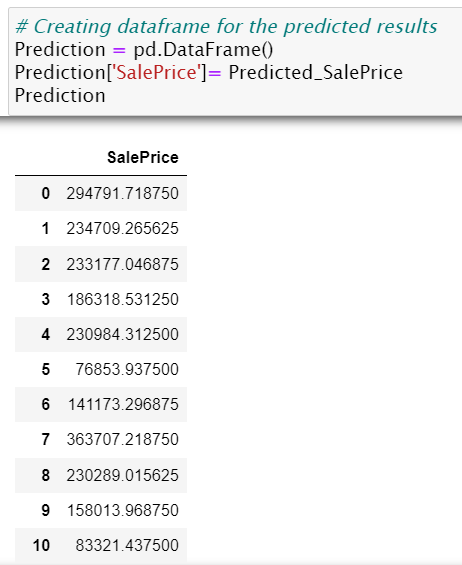 # Creating dataframe for the predicted results
Prediction = pd.DataFrame()
Prediction['SalePrice']= Predicted_SalePrice
Prediction
SalePrice
0 294791.718750
1 234709.265625
2 233177.046875
3 186318.531250
4 230984.312500
5 76853.937500
6 141173.296875
7 363707.218750
8 230289.015625
9 158013.968750
10 83321.437500